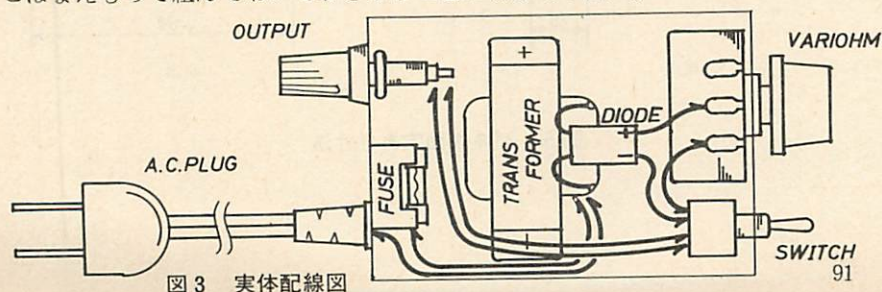 OUTPUT
VARIOHM
+
DIODE
+
−
A.C.PLUG
FUSE
TRANS
FORMER
−
SWITCH
91
図3 実体配線図